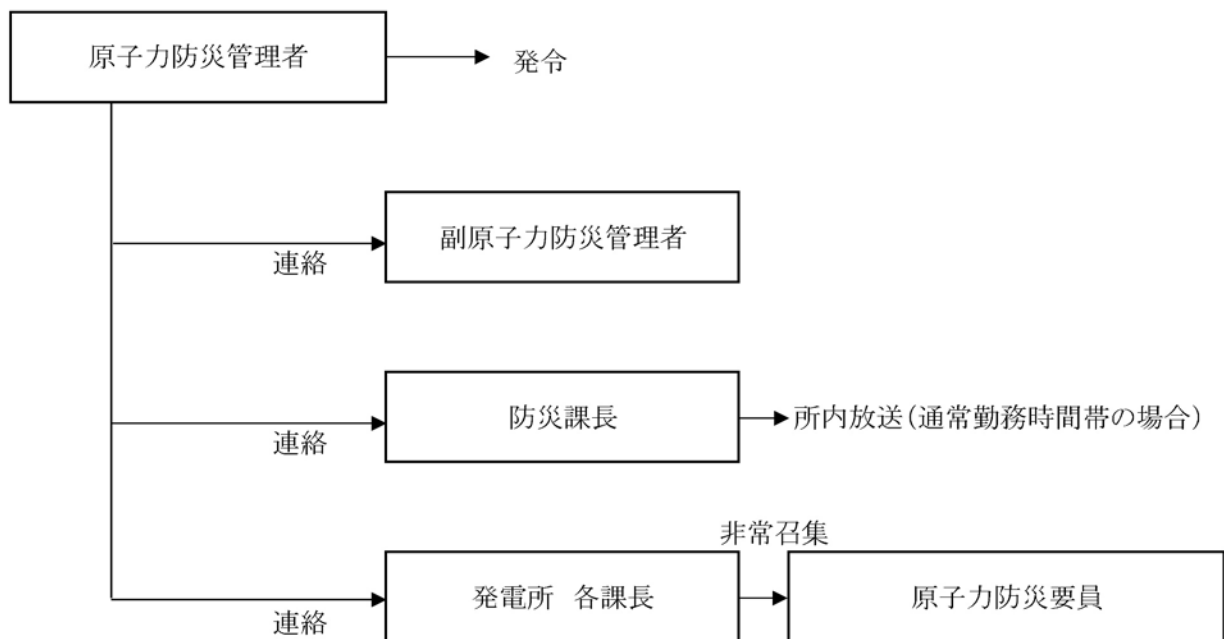 原子力防災管理者
発令
副原子力防災管理者
連絡
防災課長
所内放送(通常勤務時間帯の場合)
連絡
非常召集
発電所 各課長
原子力防災要員
連絡